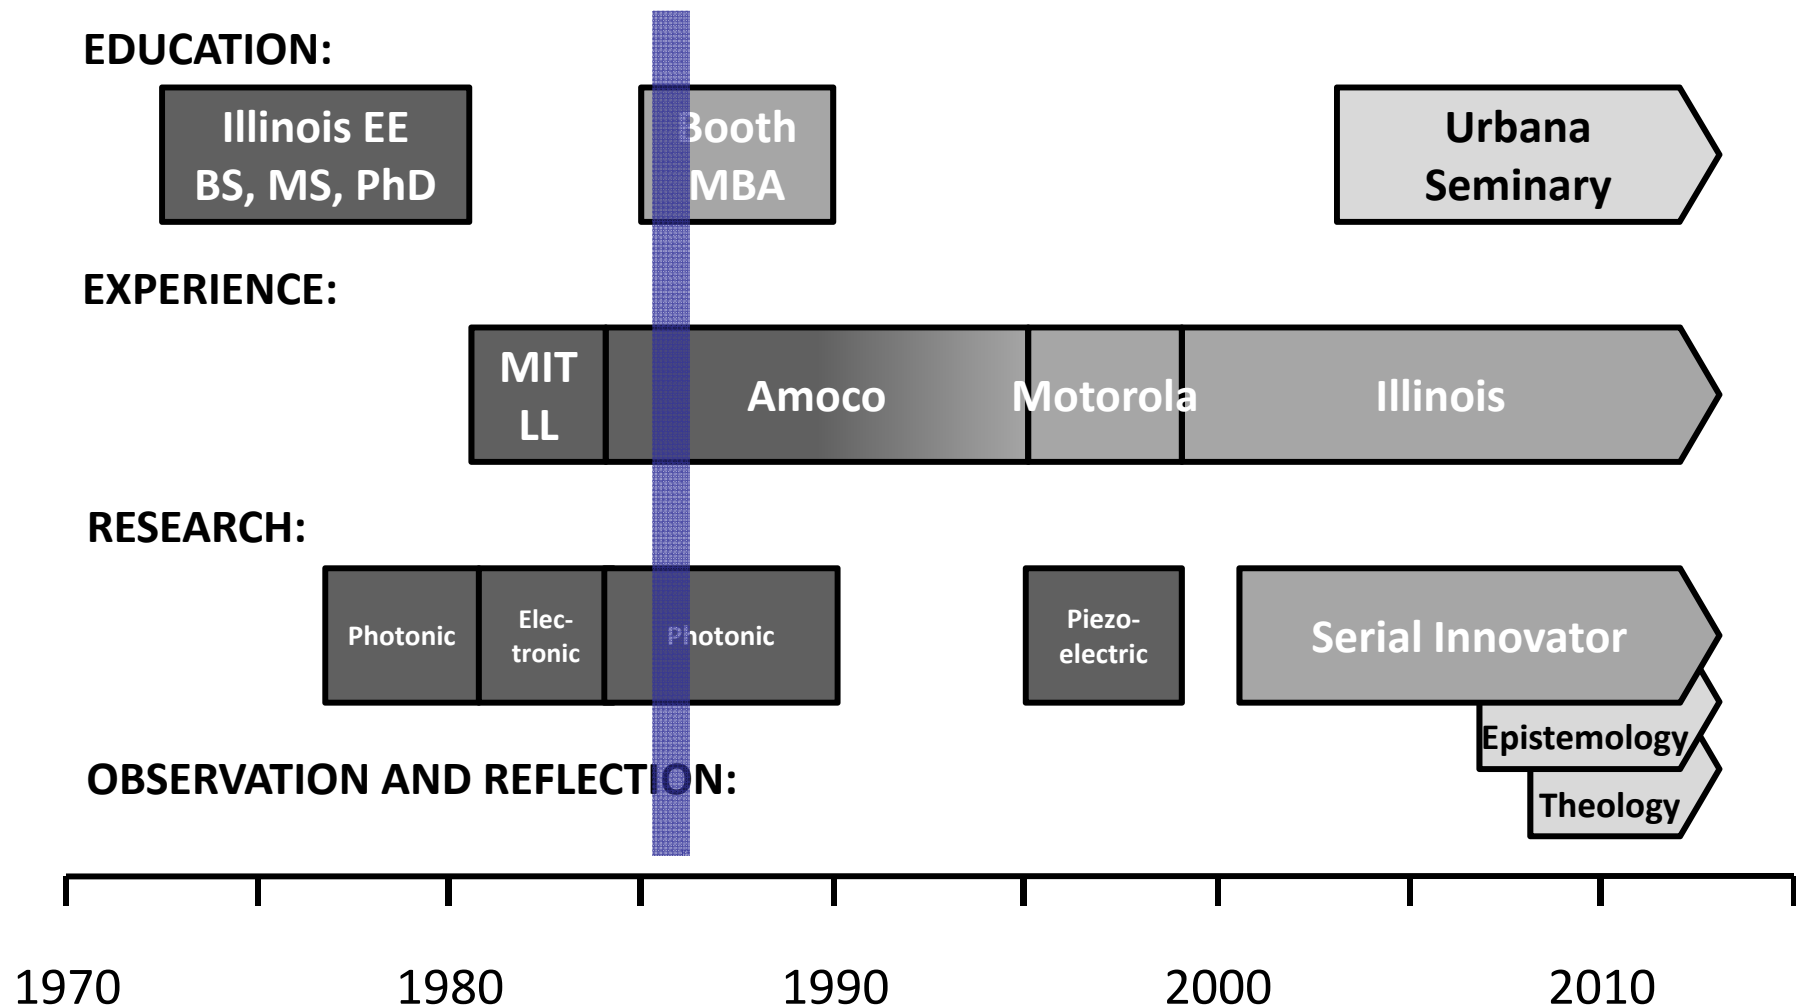 EDUCATION:
Illinois EE
BS, MS, PhD
Booth
MBA
Urbana
Seminary
EXPERIENCE:
MIT
LL
Amoco
Motorola
Illinois
RESEARCH:
Photonic
Elec-
tronic
Photonic
Piezo-
electric
Serial Innovator
Epistemology
OBSERVATION AND REFLECTION:
Theology
1970
1980
1990
2000
2010